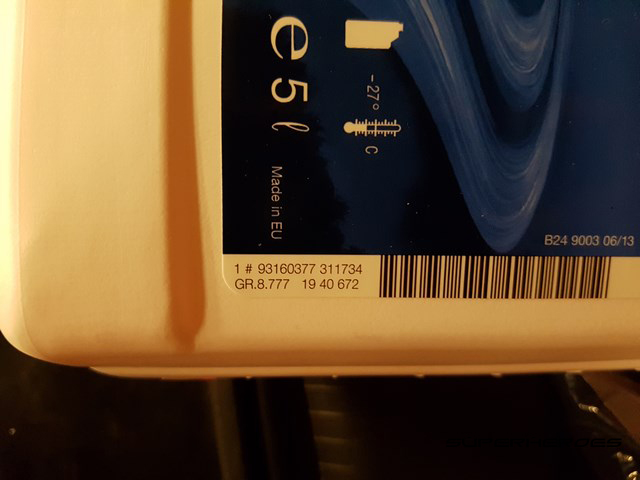 e 5 ℓ
-27° C
Made in EU
B24 9003 06/13
1 # 93160377 311734
GR.8.777 19 40 672